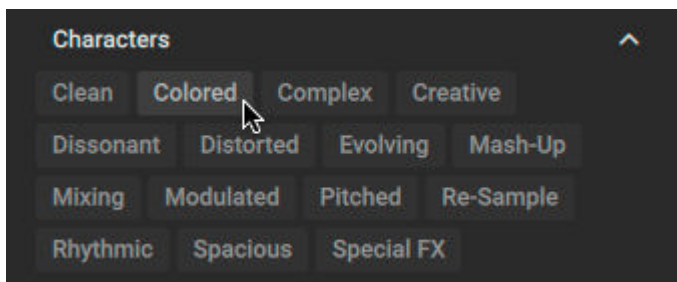 Characters
Clean Colored Complex Creative
Dissonant Distorted Evolving Mash-Up
Mixing Modulated Pitched Re-Sample
Rhythmic Spacious Special FX